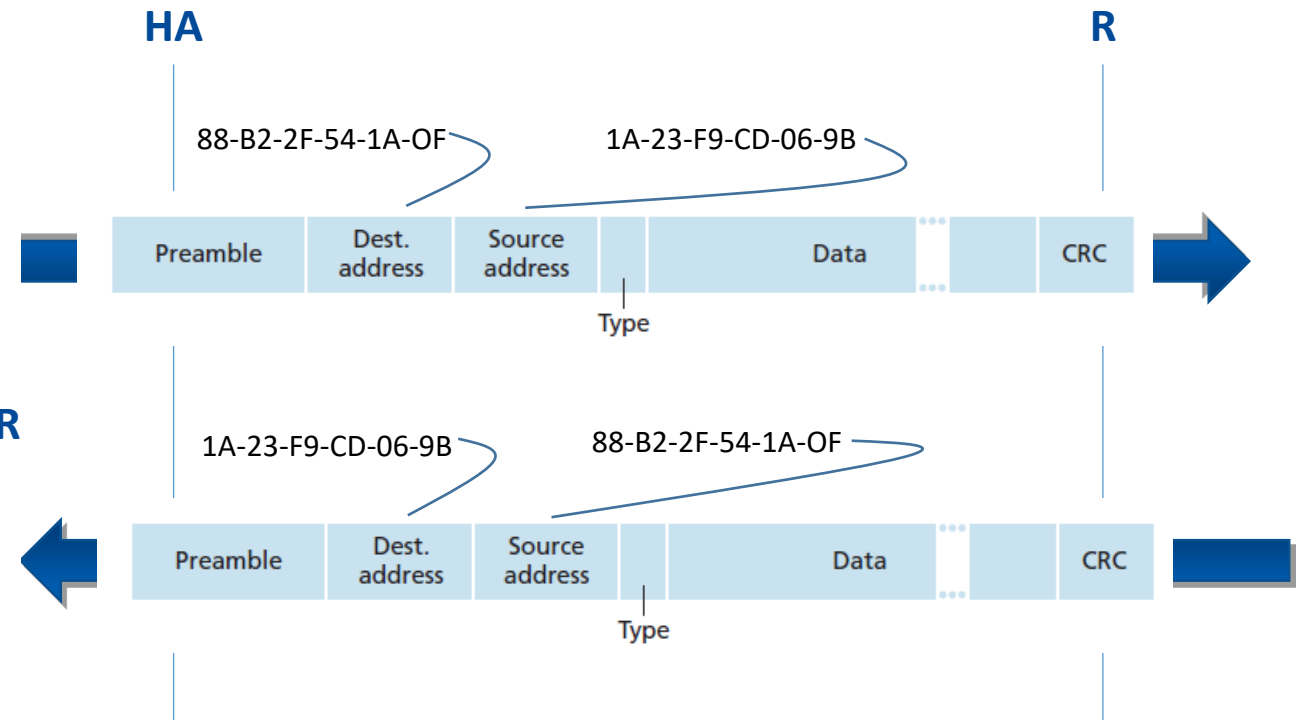 HA
R
88-B2-2F-54-1A-OF
1A-23-F9-CD-06-9B
Preamble
Dest.
address
Source
address
Data
CRC
Type
R
1A-23-F9-CD-06-9B
88-B2-2F-54-1A-OF
Preamble
Dest.
address
Source
address
Data
CRC
Type